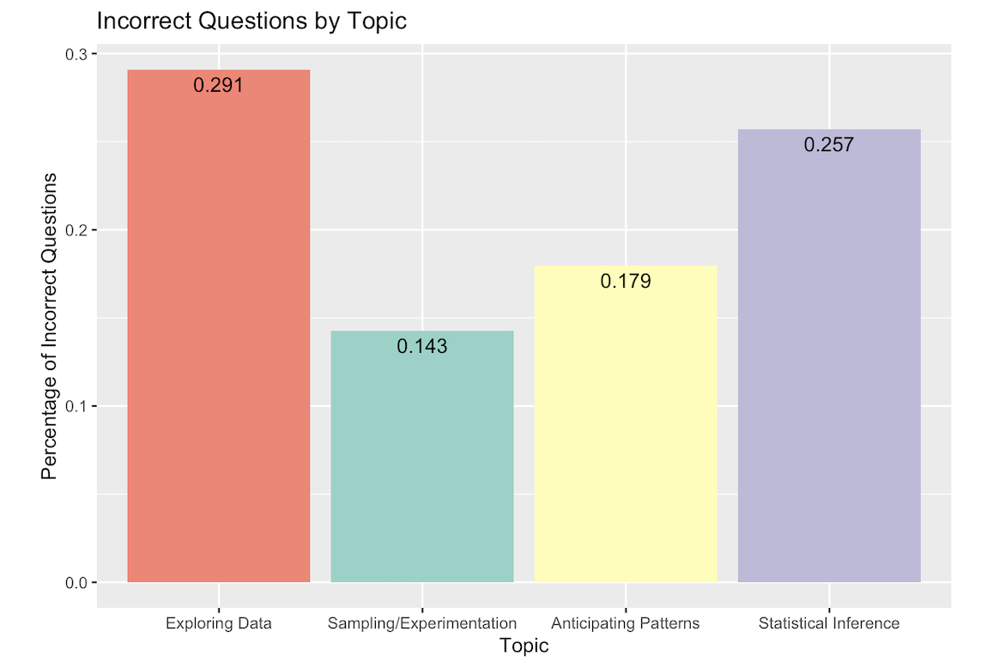 Incorrect Questions by Topic
Percentage of Incorrect Questions
0.3
0.2
0.1
0.0
0.291
0.143
0.179
0.257
Exploring Data
Sampling/Experimentation
Anticipating Patterns
Statistical Inference
Topic